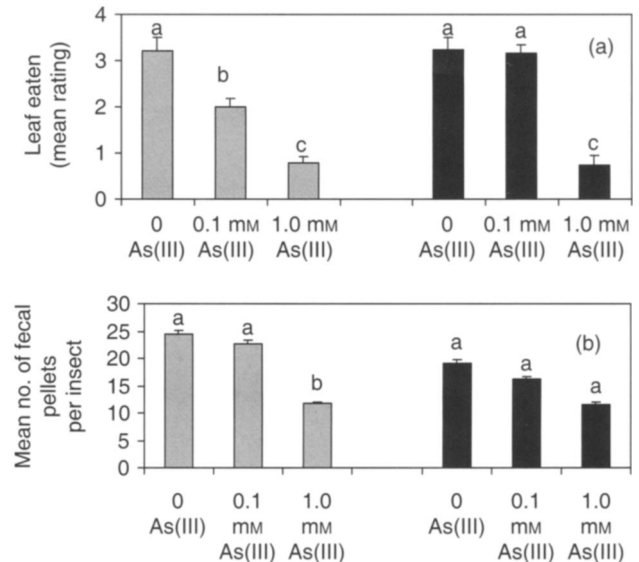 4
3
2
1
0
Leaf eaten
(mean rating)
a
b
c
a
a
c
(a)
0 0.1 mM 1.0 mM 0 0.1 mM 1.0 mM
As(III) As(III) As(III) As(III) As(III) As(III)
30
25
20
15
10
5
0
Mean no. of fecal
pellets
per insect
a
a
b
a
a
a
(b)
0 0.1 1.0 0 0.1 1.0
As(III) mM mM As(III) mM mM
As(III) As(III) As(III) As(III)